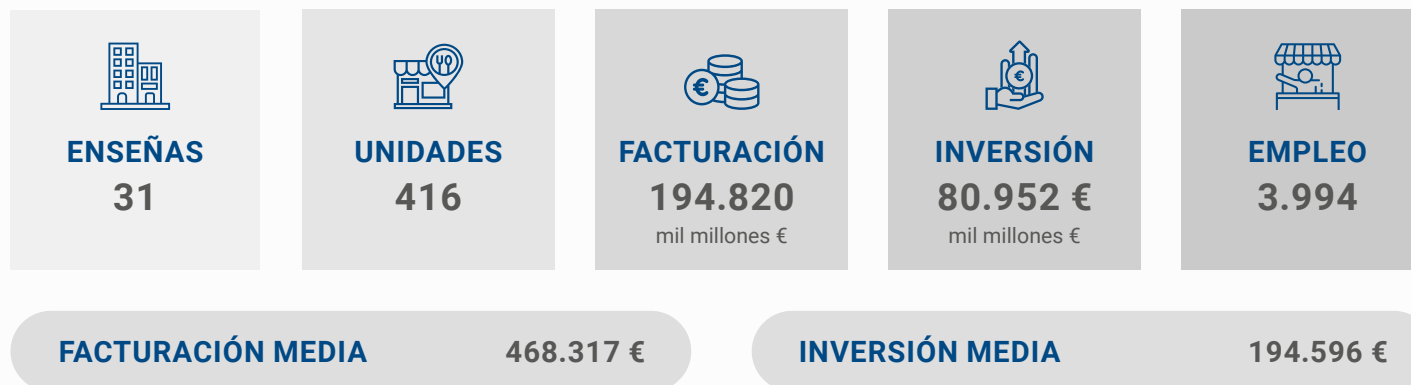 ENSEÑAS
31
UNIDADES
416
FACTURACIÓN
194.820
mil millones €
INVERSIÓN
80.952 €
mil millones €
EMPLEO
3.994
FACTURACIÓN MEDIA 468.317 €
INVERSIÓN MEDIA 194.596 €